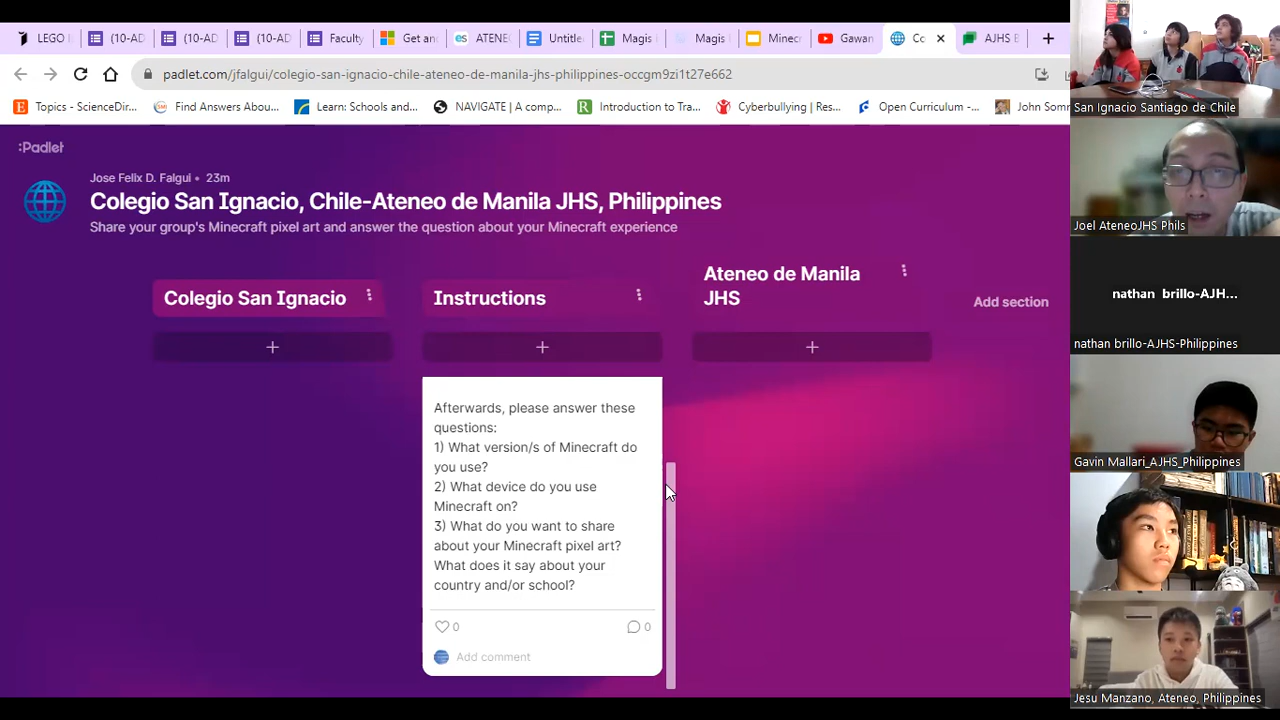 LEGO I
(10-AD
(10-AD
(10-AD
Faculty
Ocanc
ATENE
Untitle
Magis
Magis
Minecr
Gawan
Co
AJHS E
padlet.com/jfalgui/colegio-san-ignacio-chile-ateneo-de-manila-jhs-philippines-occgm9zi1t27e662
Topics - ScienceDir...
Find Answers Abou...
Learn: Schools and...
NAVIGATE | A comp...
Introduction to Tra...
Cyberbullying | Res...
Open Curriculum -...
John Somm
:Padlet
Jose Felix D. Falgui • 23m
Colegio San Ignacio, Chile-Ateneo de Manila JHS, Philippines
Share your group's Minecraft pixel art and answer the question about your Minecraft experience
Colegio San Ignacio
Instructions
Ateneo de Manila
JHS
Add section
Afterwards, please answer these
questions:
1) What version/s of Minecraft do
you use?
2) What device do you use
Minecraft on?
3) What do you want to share
about your Minecraft pixel art?
What does it say about your
country and/or school?
0
0
Add comment
San Ignacio Santiago de Chile
Joel AteneoJHS Phils
nathan brillo-AJH...
nathan brillo-AJHS-Philippines
Gavin Mallari_AJHS_Philippines
Jesu Manzano, Ateneo, Philippines